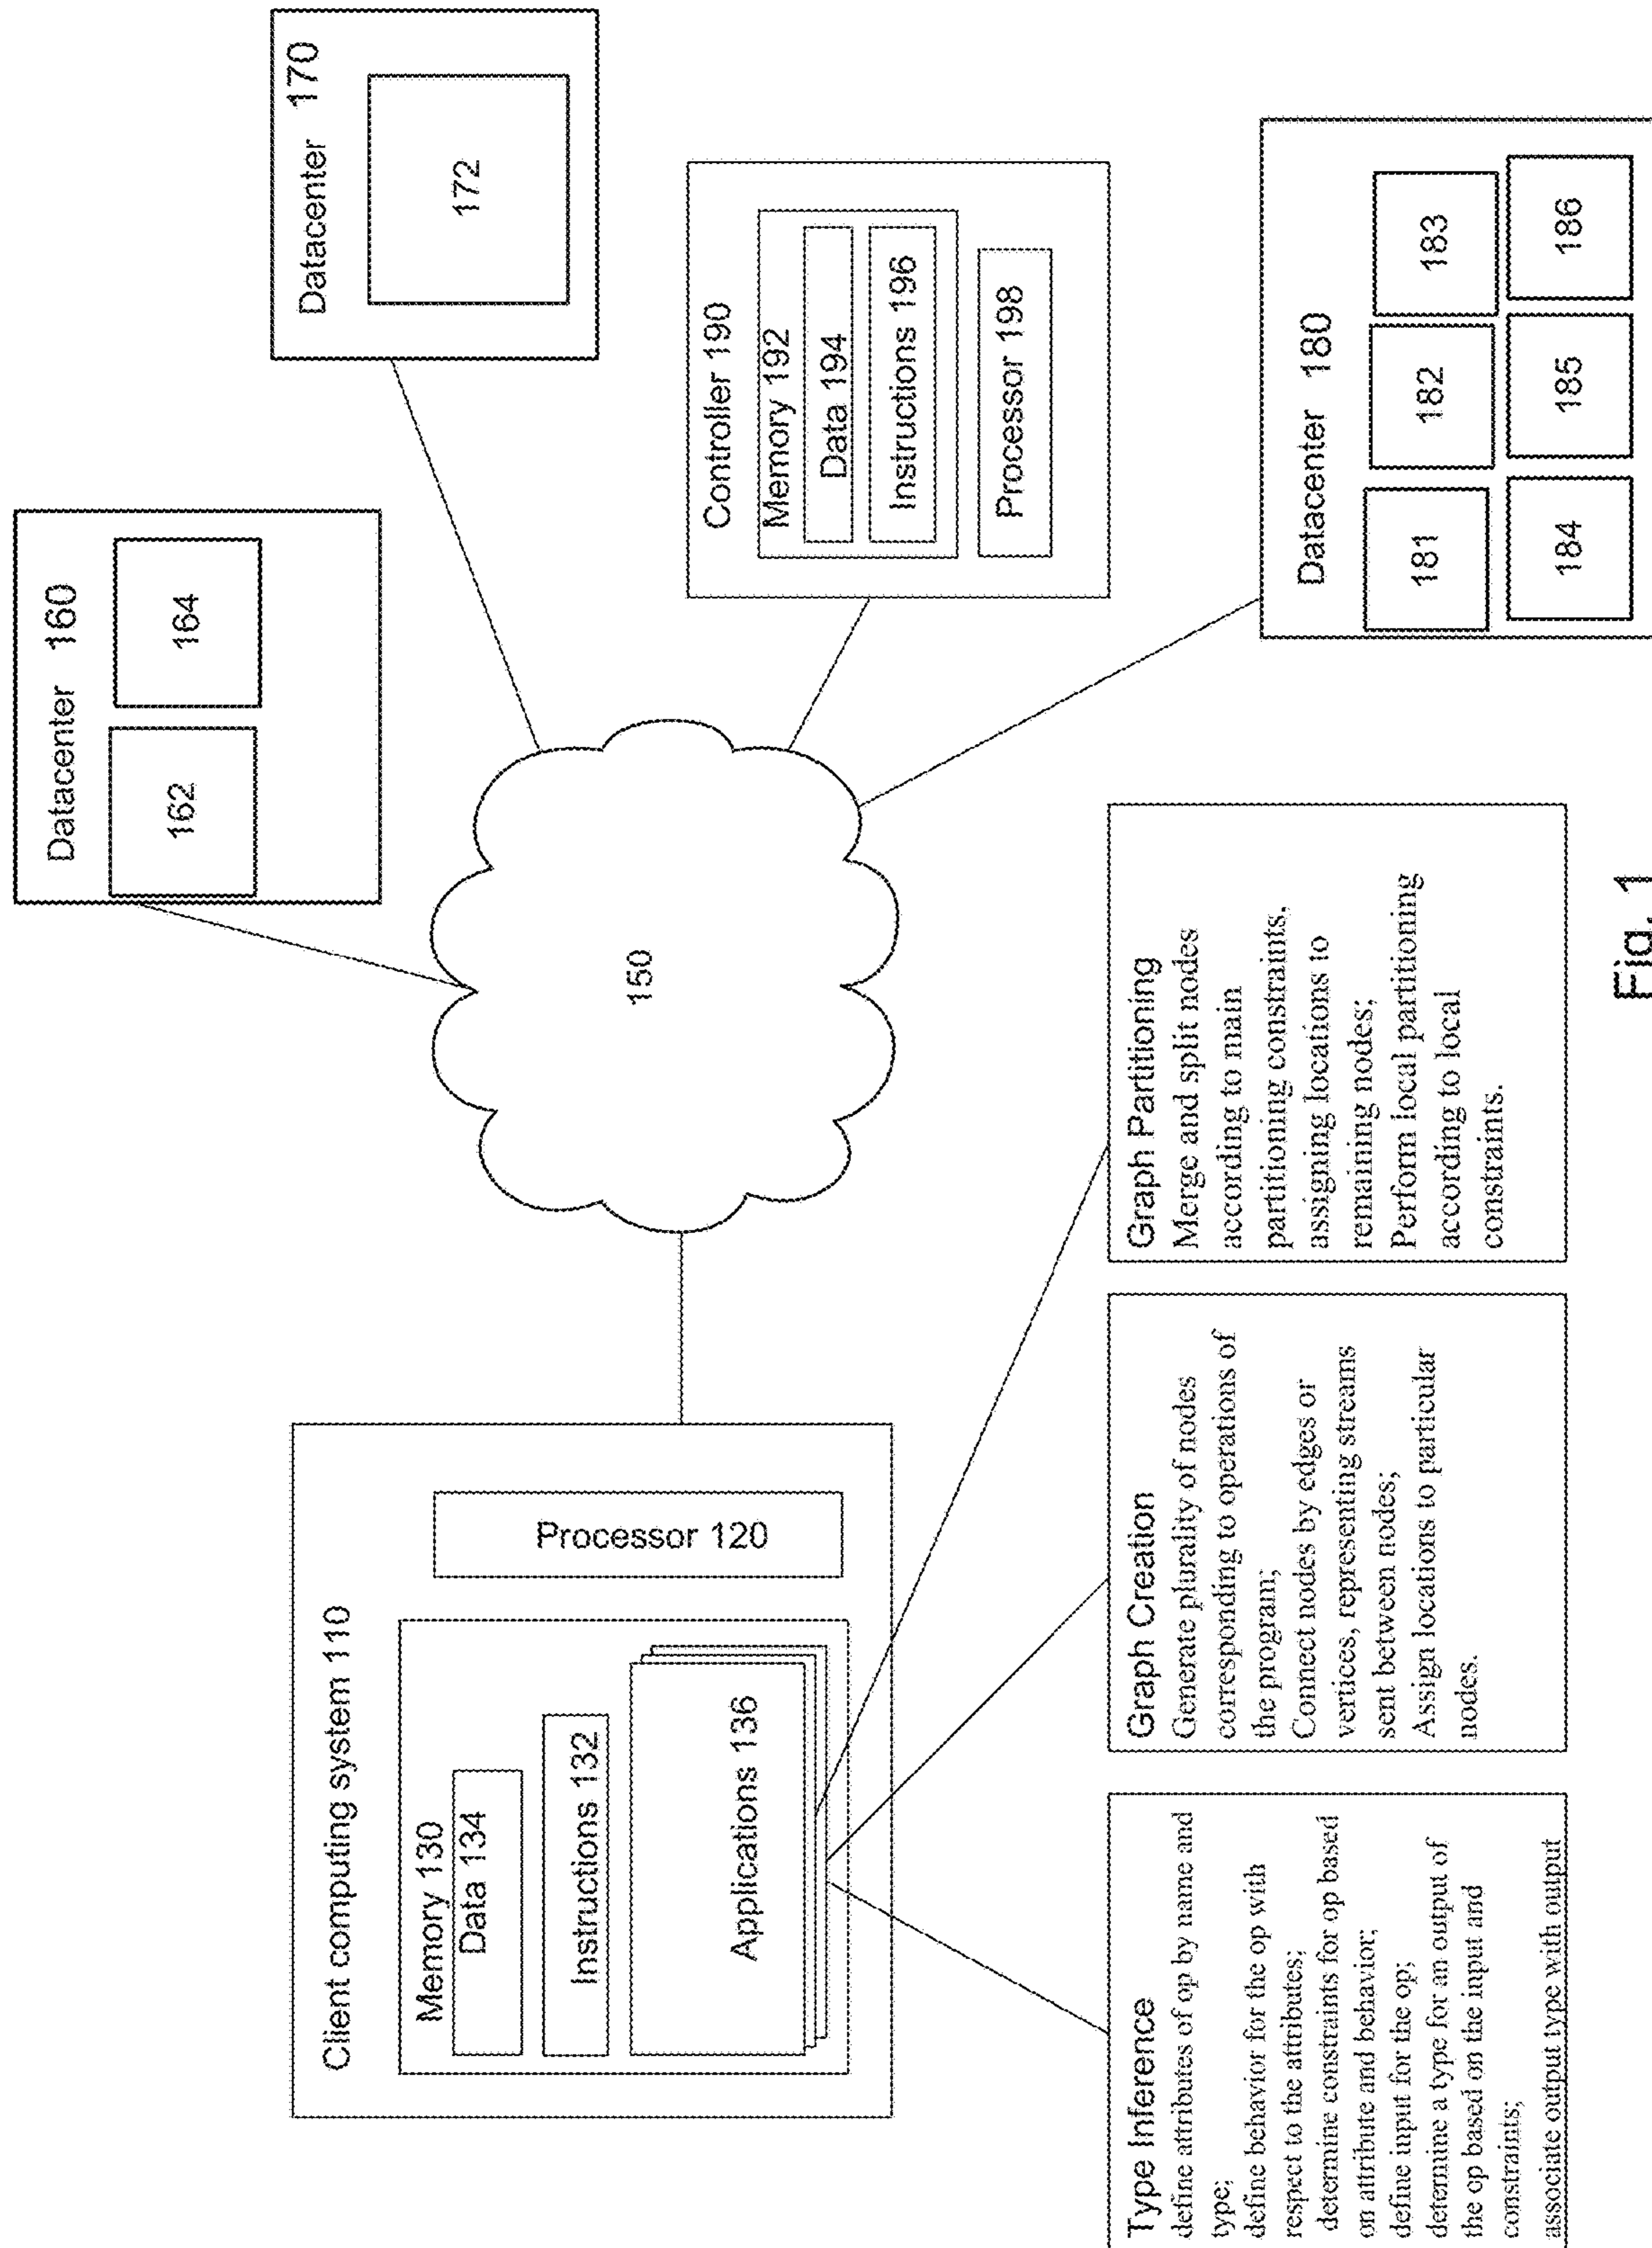 Client computing system 110
Memory 130
Data 134
Instructions 132
Applications 136
Processor 120
150
Datacenter 160
162
164
Datacenter 170
172
Controller 190
Memory 192
Data 194
Instructions 196
Processor 198
Datacenter 180
181
182
183
184
185
186
Type Inference
define attributes of op by name and
type;
define behavior for the op with
respect to the attributes;
determine constraints for op based
on attribute and behavior;
define input for the op;
determine a type for an output of
the op based on the input and
constraints;
associate output type with output
Graph Creation
Generate plurality of nodes
corresponding to operations of
the program;
Connect nodes by edges or
vertices, representing streams
sent between nodes;
Assign locations to particular
nodes.
Graph Partitioning
Merge and split nodes
according to main
partitioning constraints,
assigning locations to
remaining nodes;
Perform local partitioning
according to local
constraints.
Fig. 1